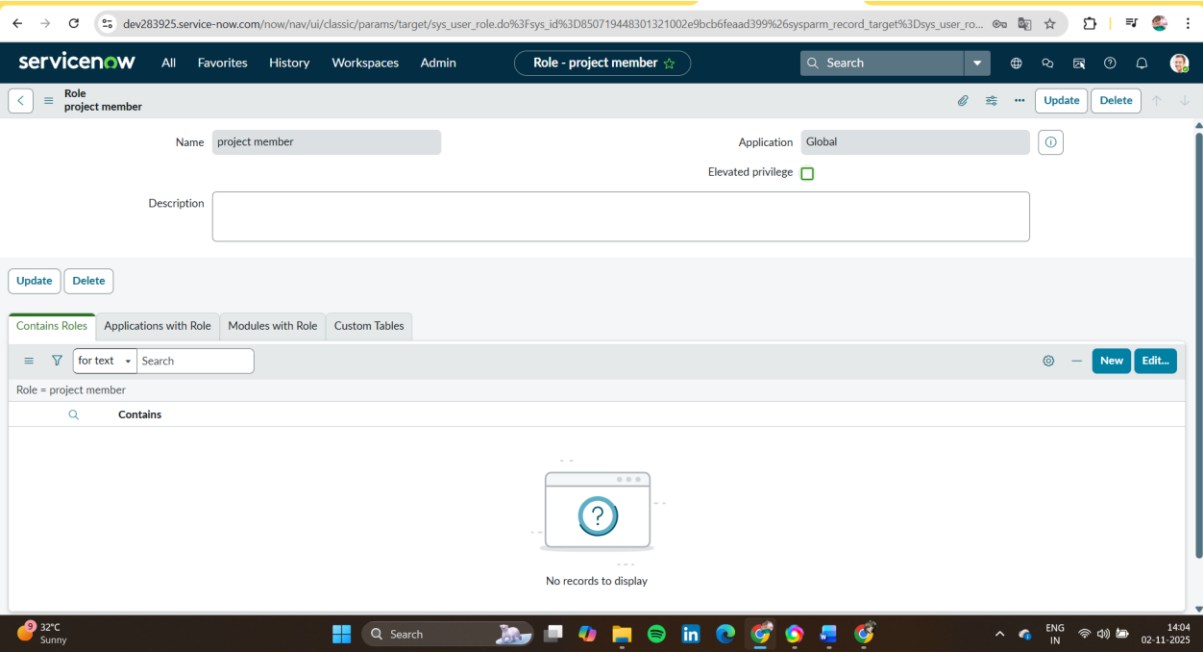 dev283925.service-now.com/now/nav/ui/classic/params/target/sys_user_role.do%3Fsys_id%3D850719448301321002e9bcb6feaad399%26sysparm_record_target%3Dsys_user_ro...
servicenow All Favorites History Workspaces Admin Role - project member Search
Role
project member
Update Delete
Name project member
Application Global
Elevated privilege
Description
Update Delete
Contains Roles Applications with Role Modules with Role Custom Tables
for text Search New Edit...
Role = project member
Contains
?
No records to display
9 32°C
Sunny
Search
in
ENG
IN
14:04
02-11-2025